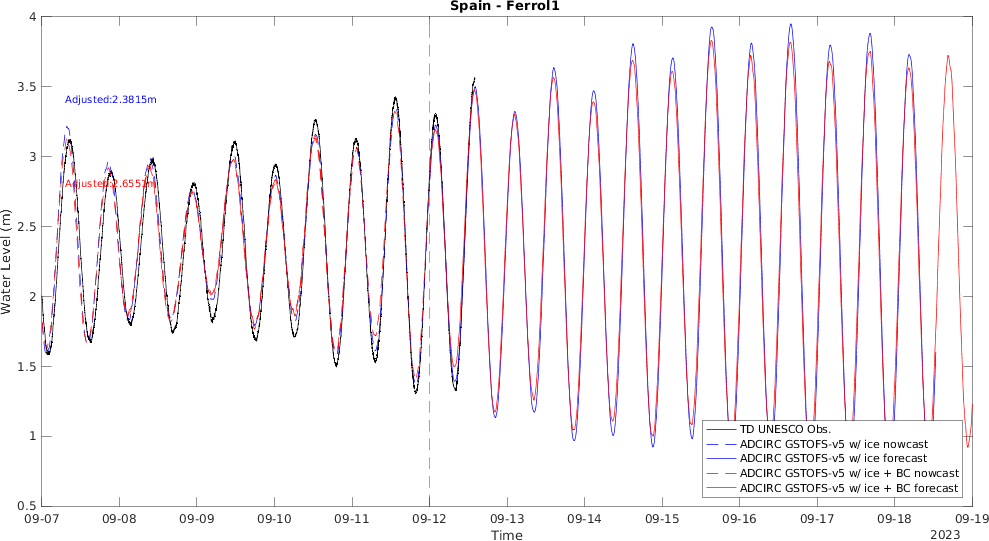 Spain - Ferrol1
Water Level (m)
4
3.5
3
2.5
2
1.5
1
0.5
Adjusted:2.3815m
Adjusted:2.6551m
TD UNESCO Obs.
ADCIRC GSTOFS-v5 w/ ice nowcast
ADCIRC GSTOFS-v5 w/ ice forecast
ADCIRC GSTOFS-v5 w/ ice + BC nowcast
ADCIRC GSTOFS-v5 w/ ice + BC forecast
09-07 09-08 09-09 09-10 09-11 09-12 09-13 09-14 09-15 09-16 09-17 09-18 09-19
Time
2023